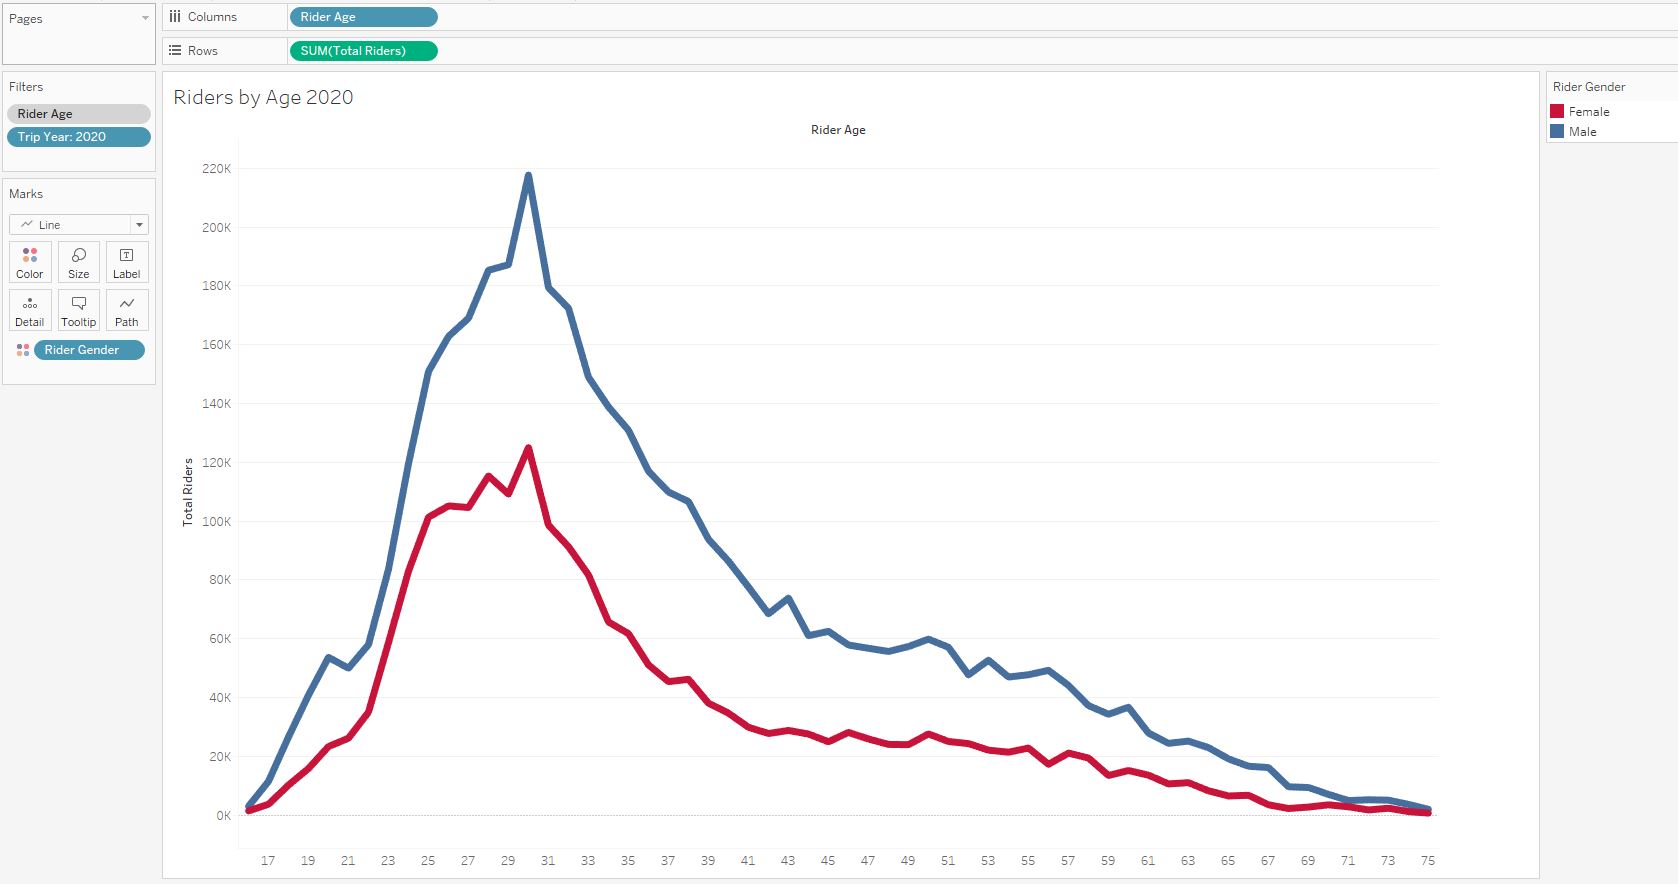 Pages
Columns
Rider Age
Rows
SUM(Total Riders)
Filters
Rider Age
Trip Year: 2020
Marks
Line
Color
Size
Label
Detail
Tooltip
Path
Rider Gender
Riders by Age 2020
Rider Age
Total Riders
220K
200K
180K
160K
140K
120K
100K
80K
60K
40K
20K
0K
17 19 21 23 25 27 29 31 33 35 37 39 41 43 45 47 49 51 53 55 57 59 61 63 65 67 69 71 73 75
Rider Gender
Female
Male